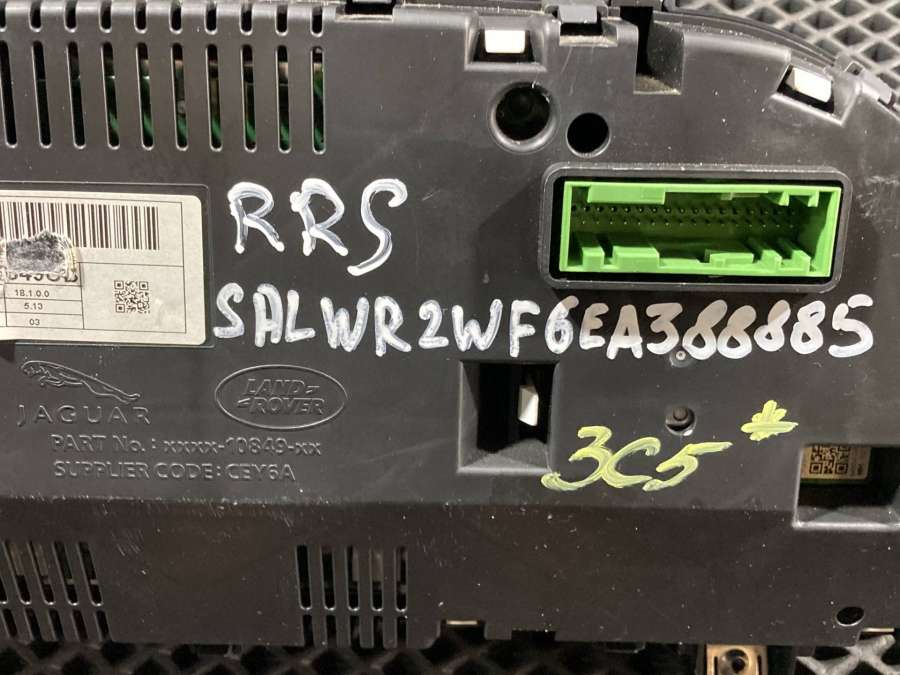 RRS
18.1.0.0
5.13
03
SALWR2WF6EA388885
JAGUAR
LAND
ROVER
PART No.: xxxx-10849-xx
SUPPLIER CODE: CEY6A
3C5*